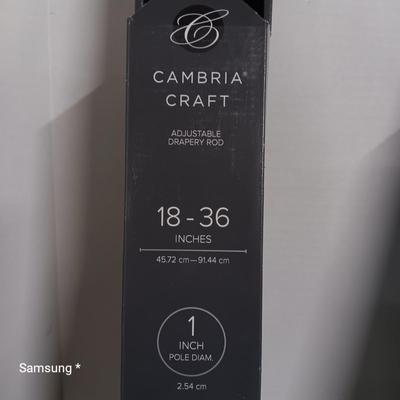 CAMBRIA®
CRAFT
ADJUSTABLE
DRAPERY ROD
18 - 36
INCHES
45.72 cm—91.44 cm
1
INCH
POLE DIAM.
2.54 cm
Samsung *